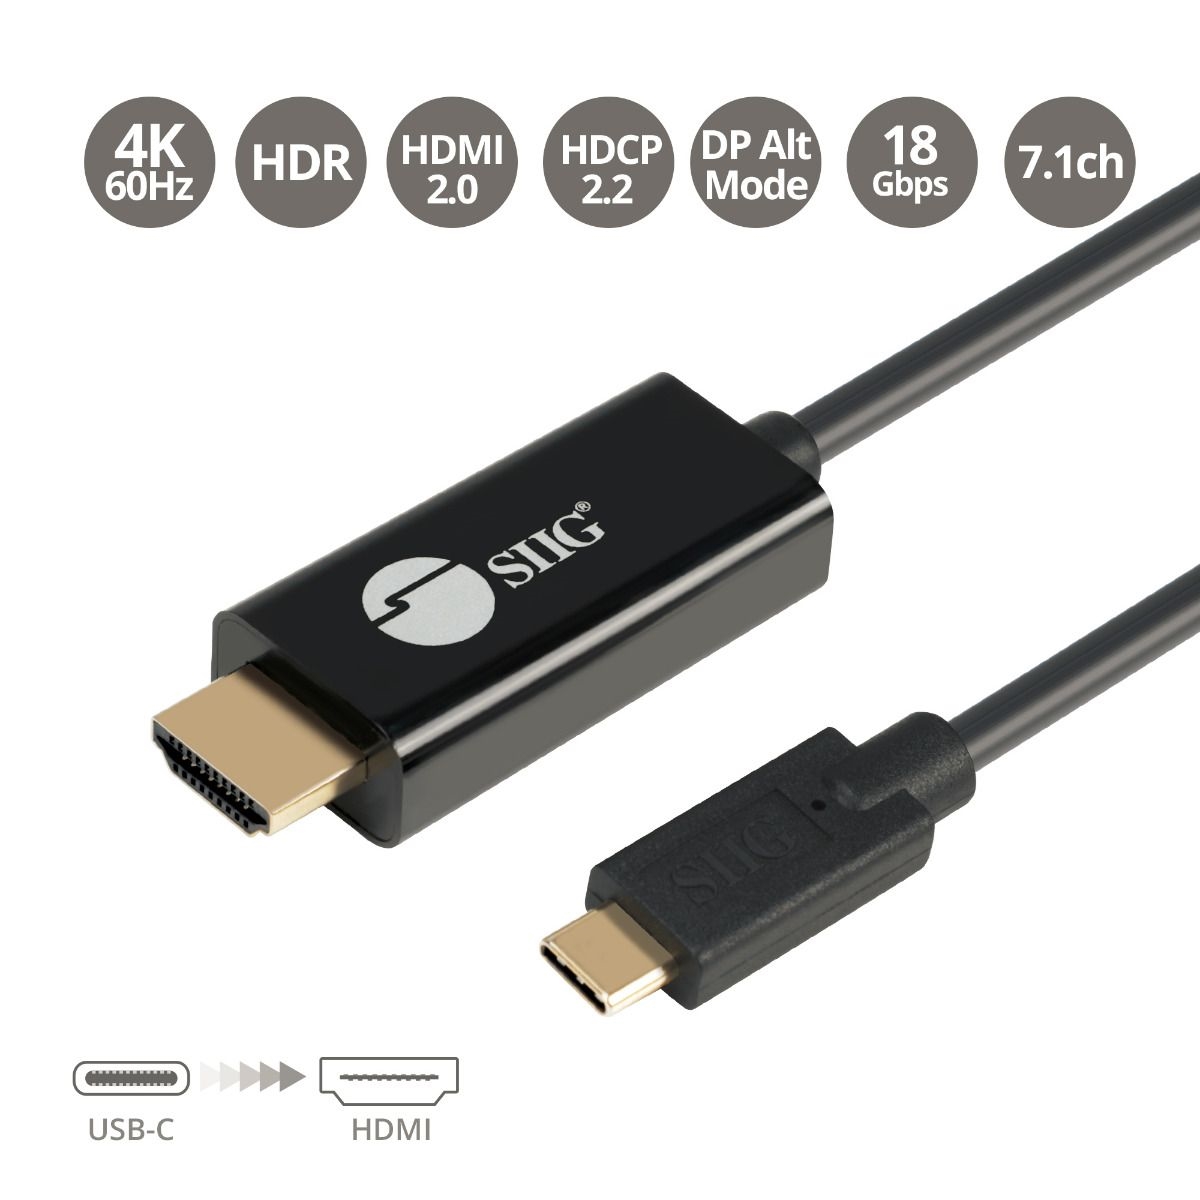 4K
60Hz
HDR
HDMI
2.0
HDCP
2.2
DP Alt
Mode
18
Gbps
7.1ch
SIIG®
SIIG
USB-C
HDMI